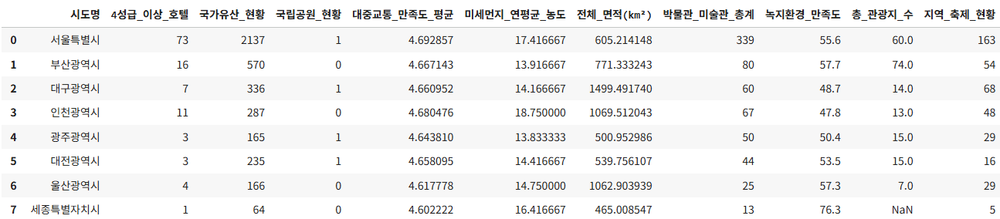 시도명 4성급_이상_호텔 국가유산_현황 국립공원_현황 대중교통_만족도_평균 미세먼지_연평균_농도 전체_면적(km²) 박물관_미술관_총계 녹지환경_만족도 총_관광지_수 지역_축제_현황
0 서울특별시 73 2137 1 4.692857 17.416667 605.214148 339 55.6 60.0 163
1 부산광역시 16 570 0 4.667143 13.916667 771.333243 80 57.7 74.0 54
2 대구광역시 7 336 1 4.660952 14.166667 1499.491740 60 48.7 14.0 68
3 인천광역시 11 287 0 4.680476 18.750000 1069.512043 67 47.8 13.0 48
4 광주광역시 3 165 1 4.643810 13.833333 500.952986 50 50.4 15.0 29
5 대전광역시 3 235 1 4.658095 14.416667 539.756107 44 53.5 15.0 16
6 울산광역시 4 166 0 4.617778 14.750000 1062.903939 25 57.3 7.0 29
7 세종특별자치시 1 64 0 4.602222 16.416667 465.008547 13 76.3 NaN 5